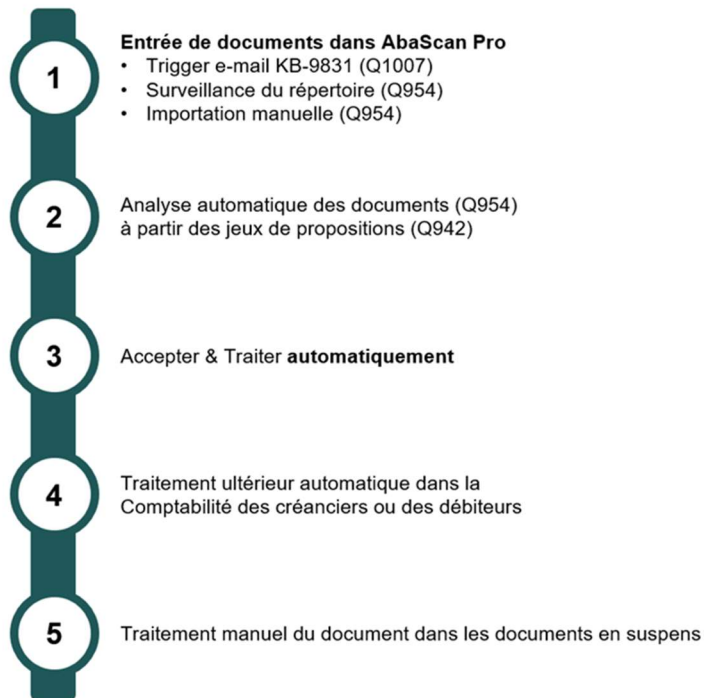 1
Entrée de documents dans AbaScan Pro
• Trigger e-mail KB-9831 (Q1007)
• Surveillance du répertoire (Q954)
• Importation manuelle (Q954)
2
Analyse automatique des documents (Q954)
à partir des jeux de propositions (Q942)
3
Accepter & Traiter automatiquement
4
Traitement ultérieur automatique dans la
Comptabilité des créanciers ou des débiteurs
5
Traitement manuel du document dans les documents en suspens